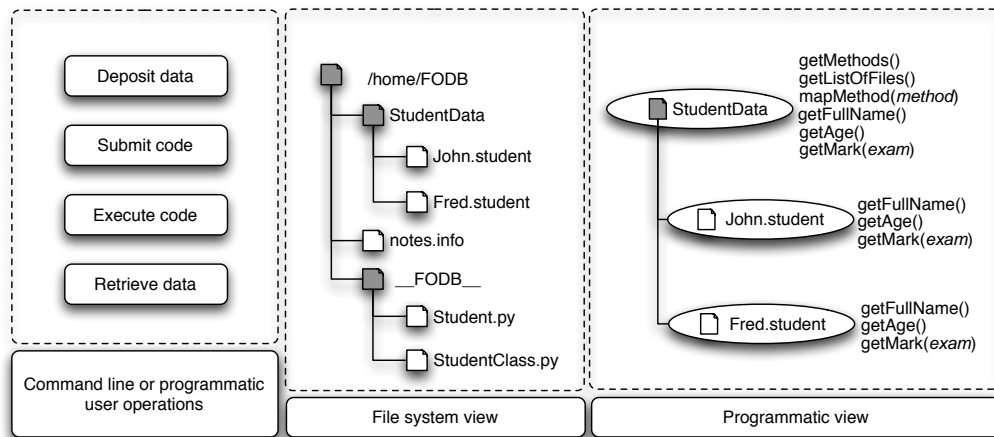 Deposit data
Submit code
Execute code
Retrieve data
Command line or programmatic
user operations
/home/FODB
StudentData
John.student
Fred.student
notes.info
__FODB__
Student.py
StudentClass.py
File system view
StudentData
getMethods()
getListOfFiles()
mapMethod(method)
getFullName()
getAge()
getMark(exam)
John.student
getFullName()
getAge()
getMark(exam)
Fred.student
getFullName()
getAge()
getMark(exam)
Programmatic view